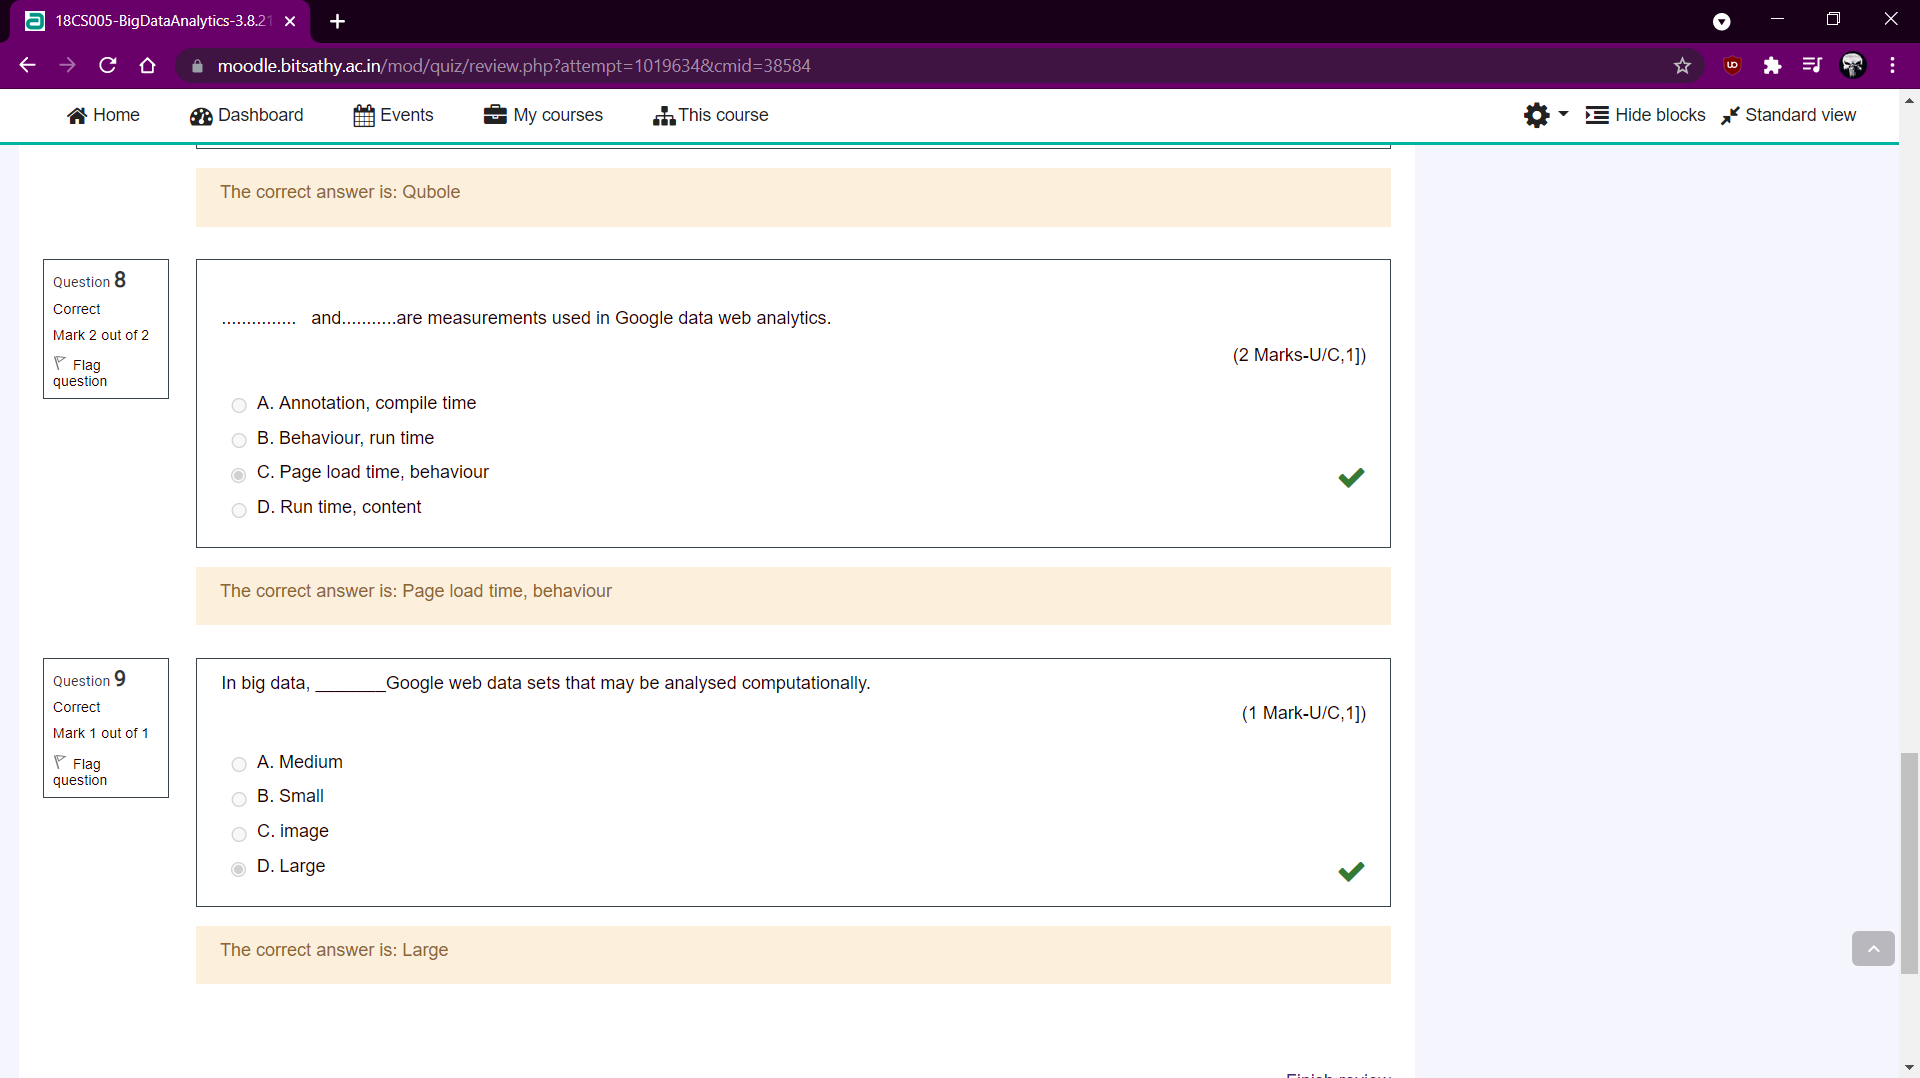 18CS005-BigDataAnalytics-3.8.21
moodle.bitsathy.ac.in/mod/quiz/review.php?attempt=1019634&cmid=38584
Home Dashboard Events My courses This course Hide blocks Standard view
The correct answer is: Qubole
Question 8
Correct
Mark 2 out of 2
Flag
question
............... and...........are measurements used in Google data web analytics.
(2 Marks-U/C,1])
A. Annotation, compile time
B. Behaviour, run time
C. Page load time, behaviour
D. Run time, content
The correct answer is: Page load time, behaviour
Question 9
Correct
Mark 1 out of 1
Flag
question
In big data, _______Google web data sets that may be analysed computationally.
(1 Mark-U/C,1])
A. Medium
B. Small
C. image
D. Large
The correct answer is: Large
Finish review